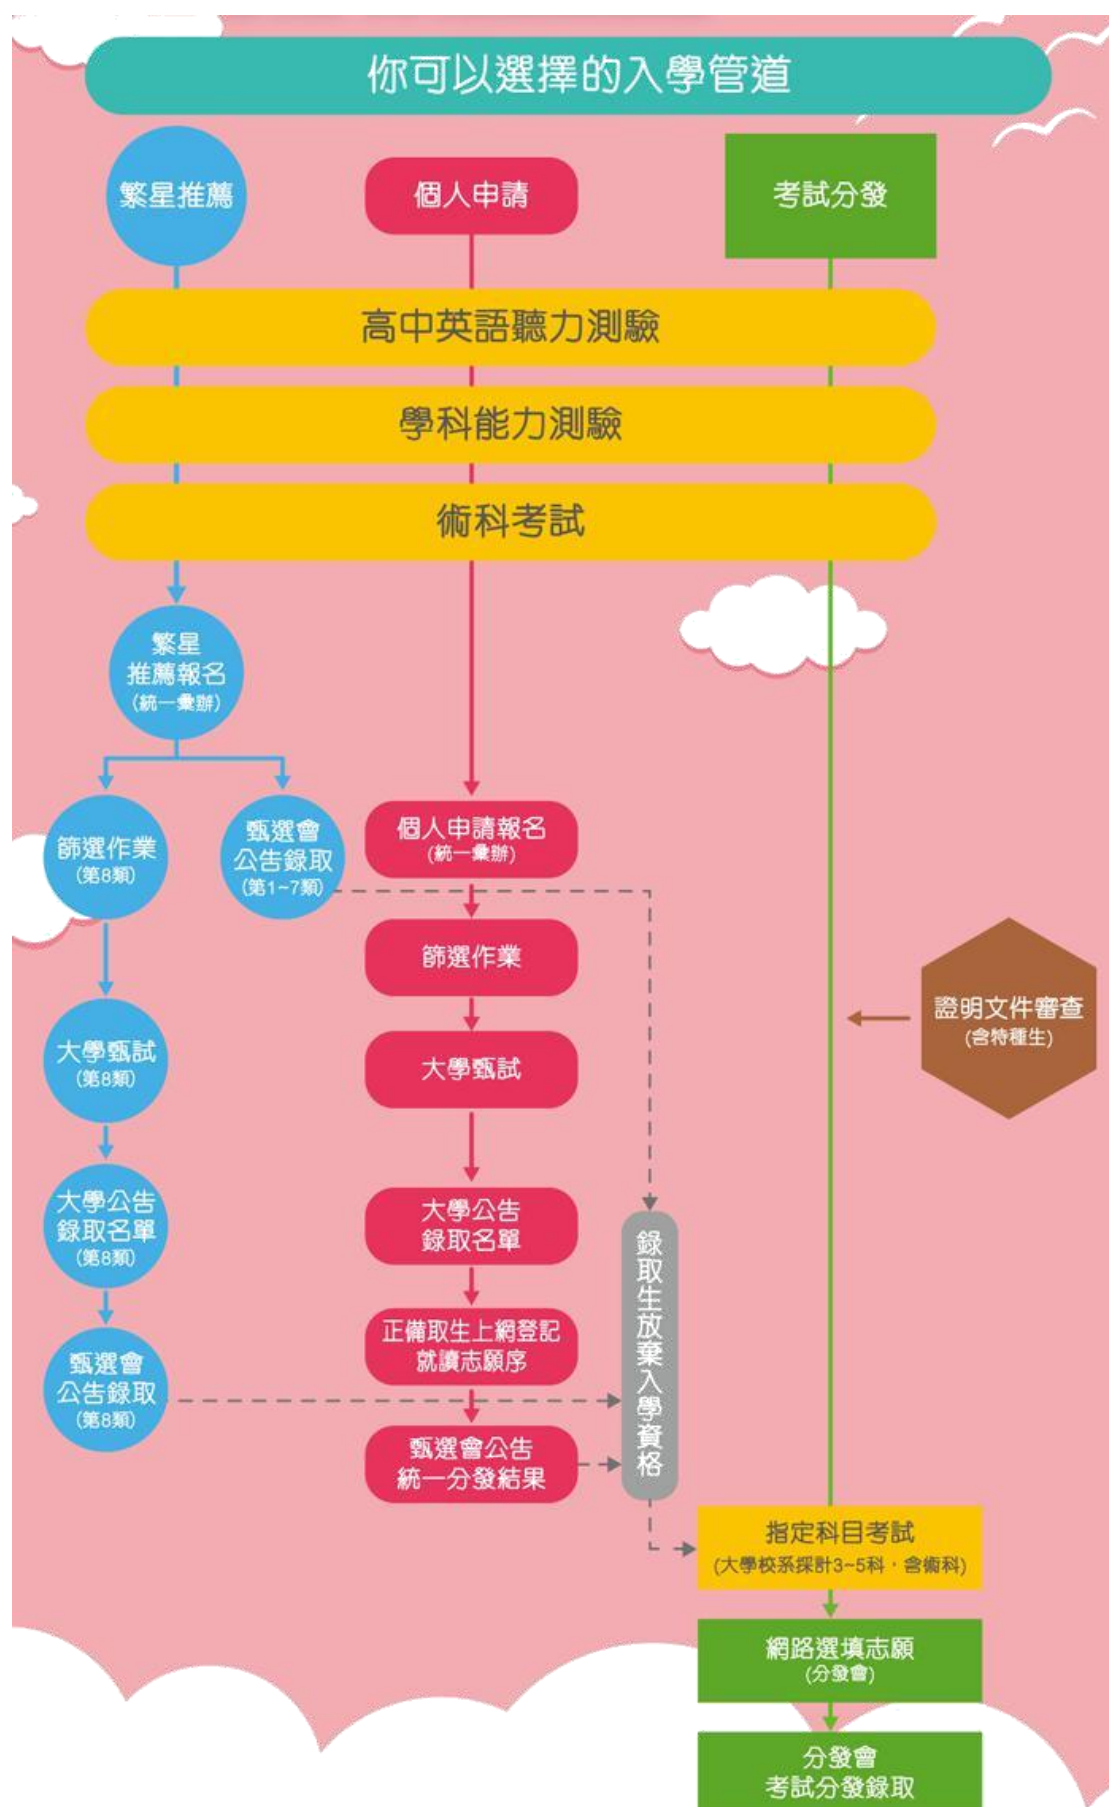 你可以選擇的入學管道
繁星推薦
個人申請
考試分發
高中英語聽力測驗
學科能力測驗
術科考試
繁星
推薦報名
(統一彙辦)
篩選作業
(第8類)
甄選會
公告錄取
(第1~7類)
個人申請報名
(統一彙辦)
篩選作業
證明文件審查
(含特種生)
大學甄試
(第8類)
大學甄試
大學公告
錄取名單
(第8類)
大學公告
錄取名單
錄取生放棄入學資格
正備取生上網登記
就讀志願序
甄選會
公告錄取
(第8類)
甄選會公告
統一分發結果
指定科目考試
(大學校系採計3~5科，含術科)
網路選填志願
(分發會)
分發會
考試分發錄取